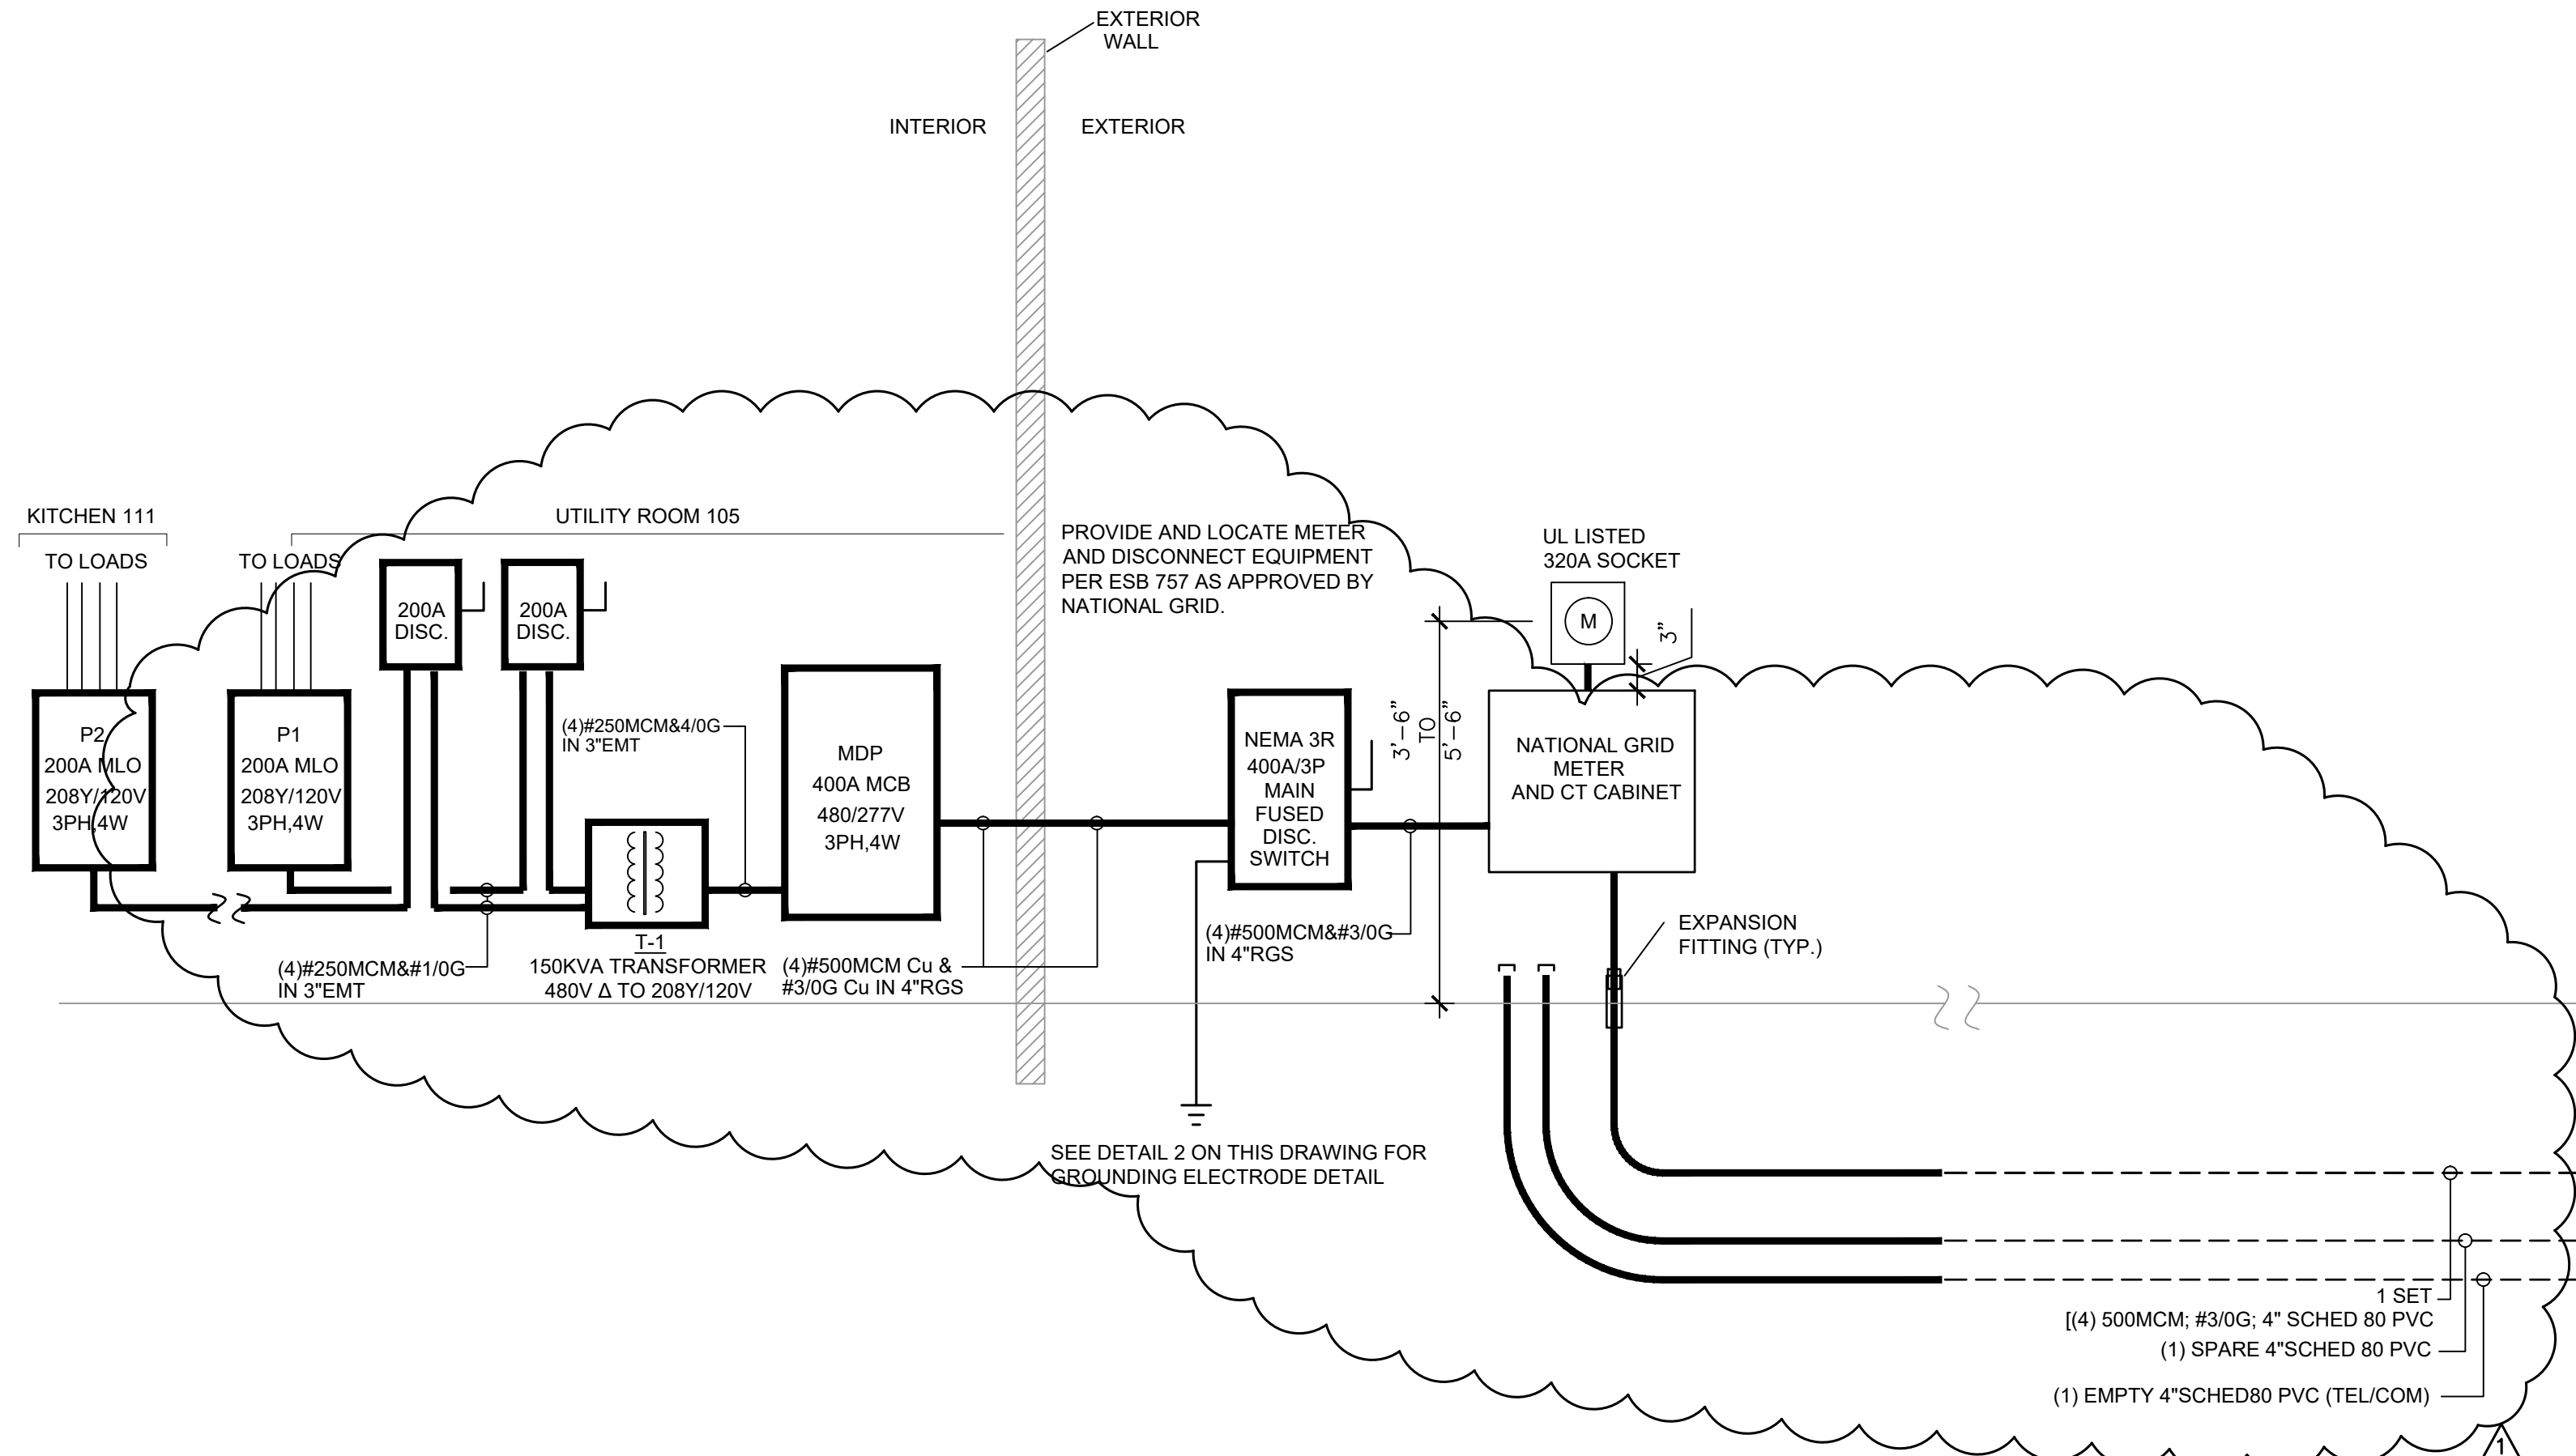 EXTERIOR
WALL
INTERIOR
EXTERIOR
KITCHEN 111
TO LOADS
UTILITY ROOM 105
TO LOADS
200A
DISC.
200A
DISC.
PROVIDE AND LOCATE METER
AND DISCONNECT EQUIPMENT
PER ESB 757 AS APPROVED BY
NATIONAL GRID.
UL LISTED
320A SOCKET
M
3"
P2
200A MLO
208Y/120V
3PH,4W
P1
200A MLO
208Y/120V
3PH,4W
(4)#250MCM&4/0G
IN 3"EMT
MDP
400A MCB
480/277V
3PH,4W
NEMA 3R
400A/3P
MAIN
FUSED
DISC.
SWITCH
3'-6"
TO
5'-6"
NATIONAL GRID
METER
AND CT CABINET
(4)#250MCM&#1/0G
IN 3"EMT
T-1
150KVA TRANSFORMER
480V Δ TO 208Y/120V
(4)#500MCM Cu &
#3/0G Cu IN 4"RGS
(4)#500MCM&#3/0G
IN 4"RGS
EXPANSION
FITTING (TYP.)
SEE DETAIL 2 ON THIS DRAWING FOR
GROUNDING ELECTRODE DETAIL
1 SET
[(4) 500MCM; #3/0G; 4" SCHED 80 PVC
(1) SPARE 4"SCHED 80 PVC
(1) EMPTY 4"SCHED80 PVC (TEL/COM)
1